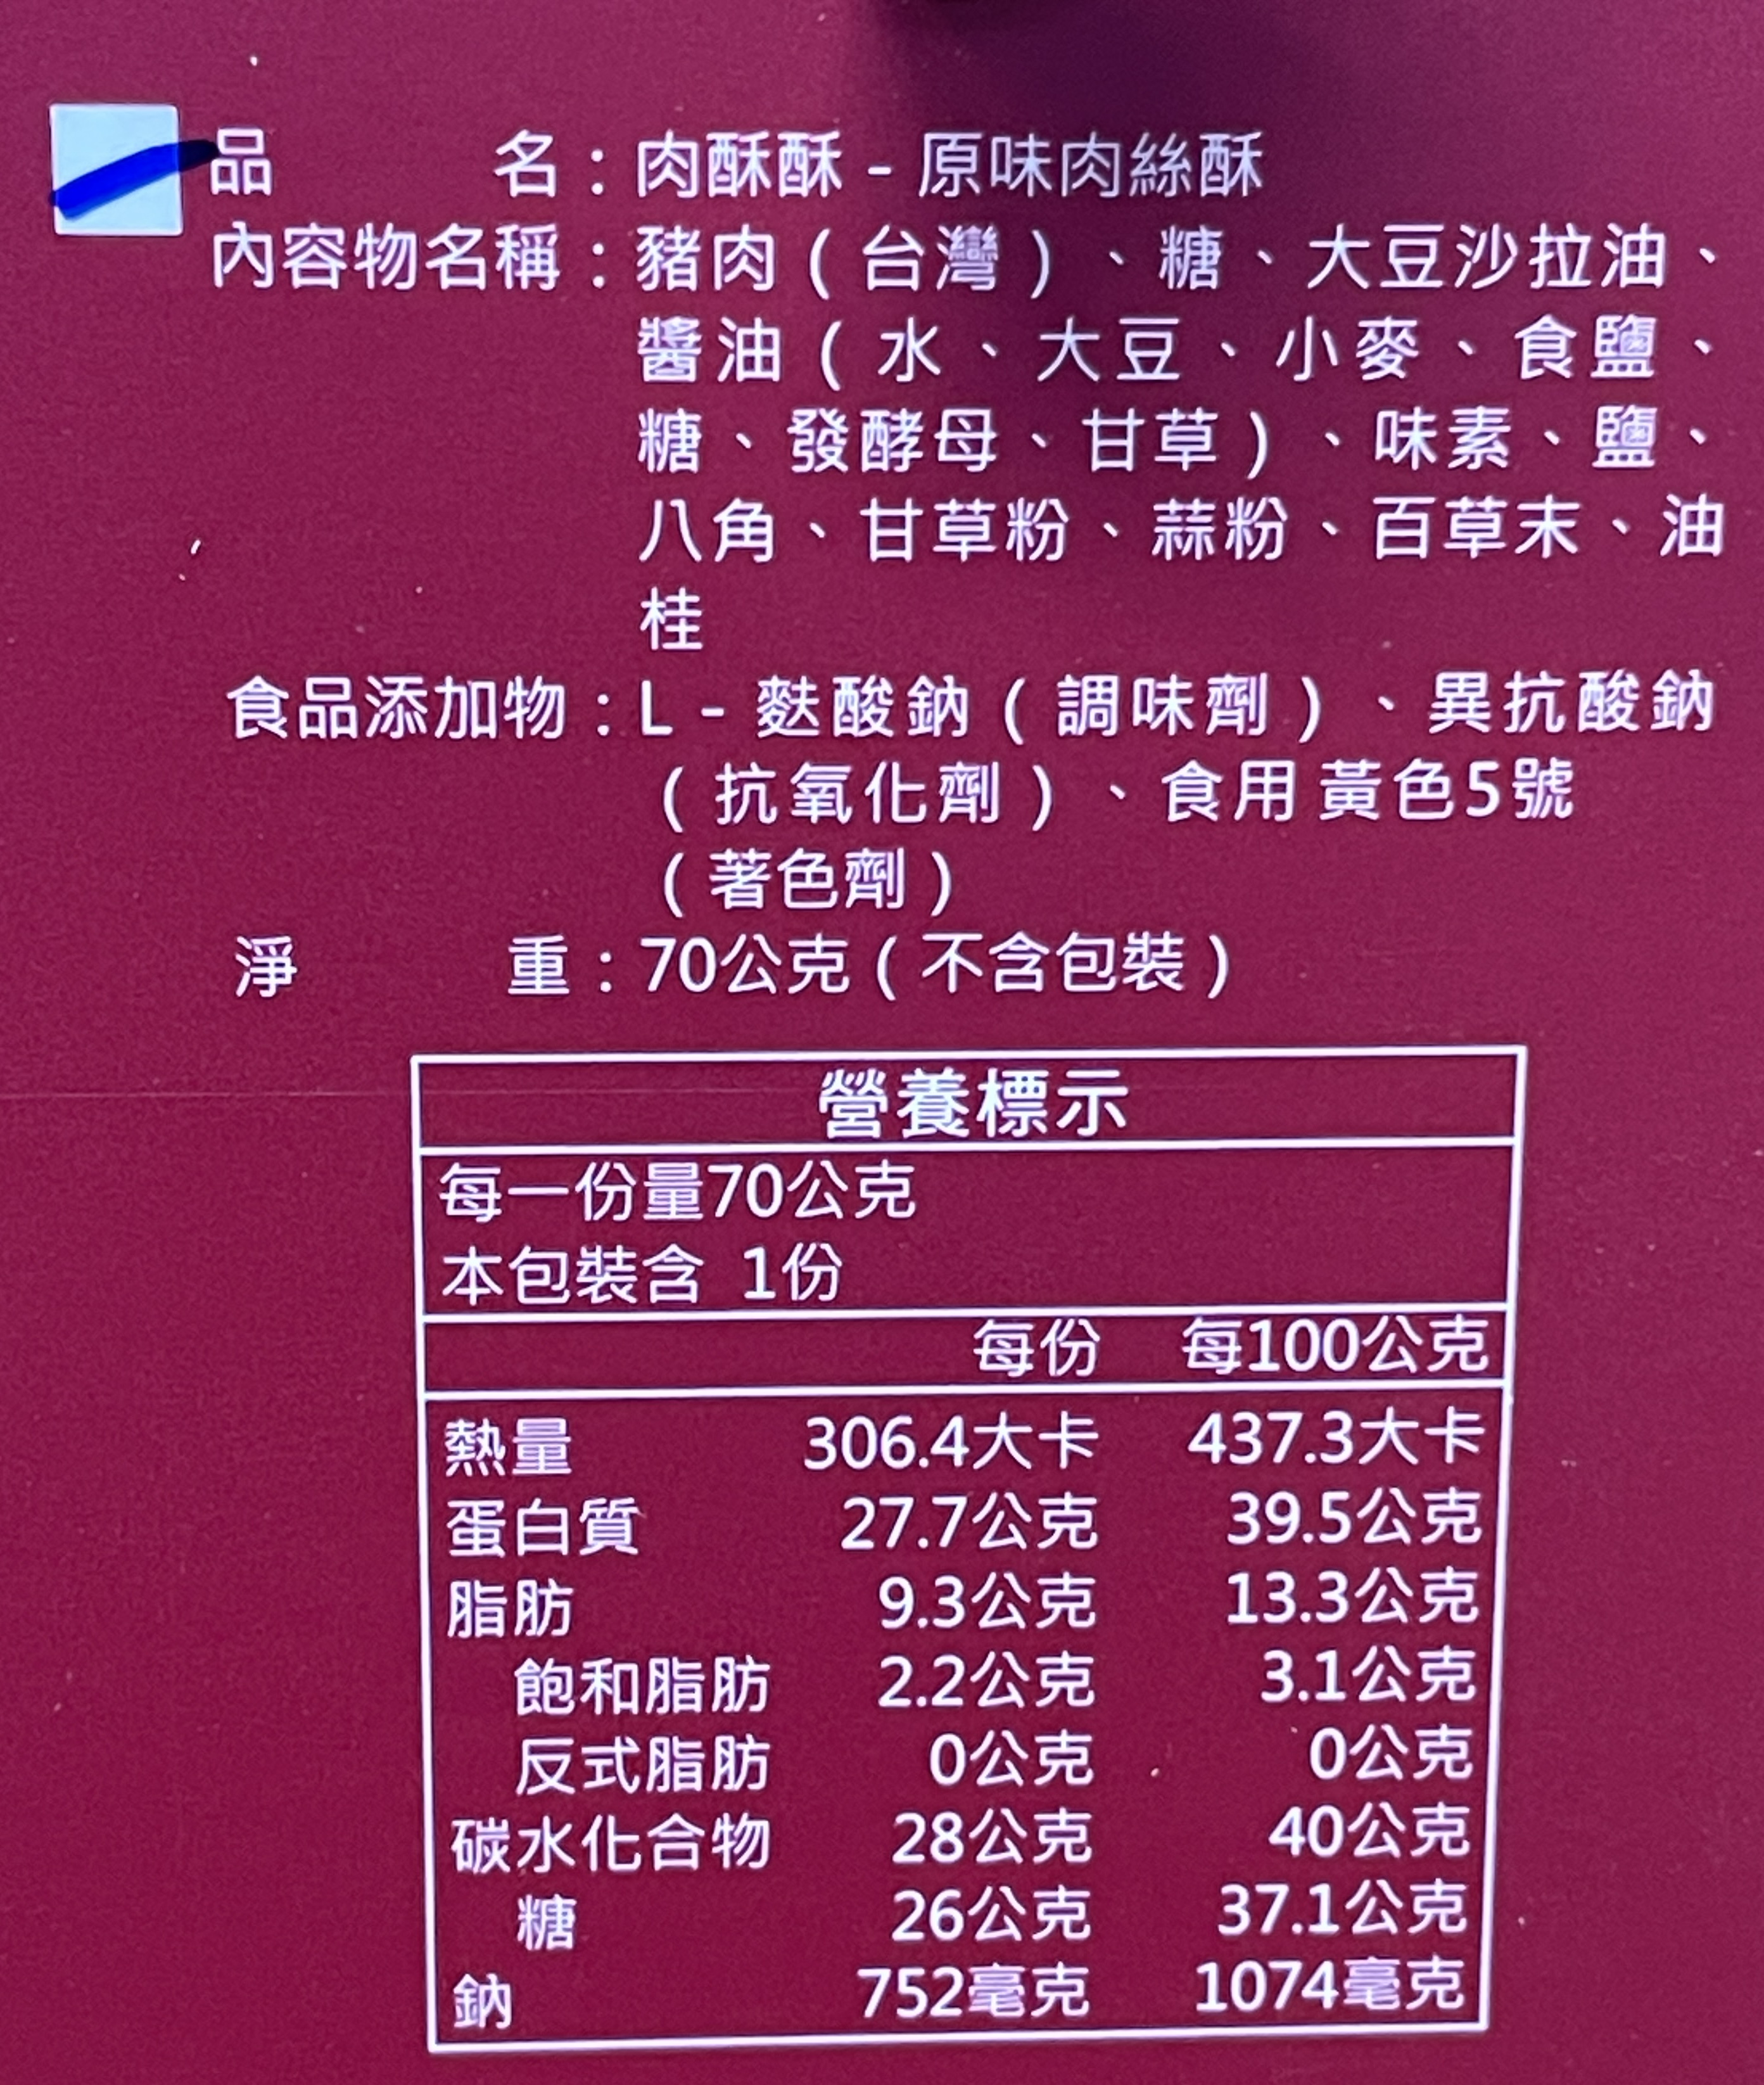 品名：肉酥酥 - 原味肉絲酥
內容物名稱：豬肉(台灣)、糖、大豆沙拉油、
醬油(水、大豆、小麥、食鹽、
糖、發酵母、甘草)、味素、鹽、
八角、甘草粉、蒜粉、百草末、油
桂
食品添加物：L - 麩酸鈉(調味劑)、異抗酸鈉
(抗氧化劑)、食用黃色5號
(著色劑)
淨重：70公克(不含包裝)
營養標示
每一份量70公克
本包裝含 1份
每份 每100公克
熱量 306.4大卡 437.3大卡
蛋白質 27.7公克 39.5公克
脂肪 9.3公克 13.3公克
飽和脂肪 2.2公克 3.1公克
反式脂肪 0公克 0公克
碳水化合物 28公克 40公克
糖 26公克 37.1公克
鈉 752毫克 1074毫克